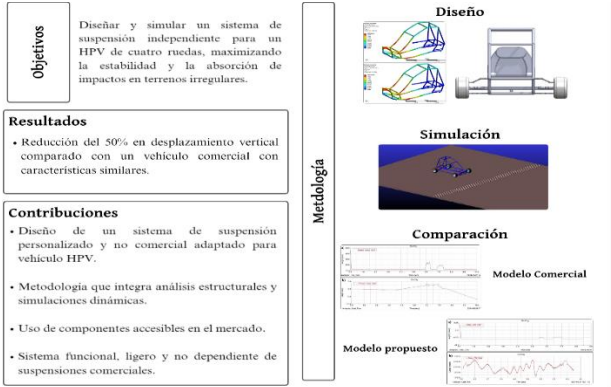 Objetivos
Diseñar y simular un sistema de
suspensión independiente para un
HPV de cuatro ruedas, maximizando
la estabilidad y la absorción de
impactos en terrenos irregulares.
Resultados
• Reducción del 50% en desplazamiento vertical
comparado con un vehículo comercial con
características similares.
Contribuciones
• Diseño de un sistema de suspensión
personalizado y no comercial adaptado para
vehículo HPV.
• Metodología que integra análisis estructurales y
simulaciones dinámicas.
• Uso de componentes accesibles en el mercado.
• Sistema funcional, ligero y no dependiente de
suspensiones comerciales.
Metdología
Diseño
Simulación
Comparación
Modelo Comercial
Modelo propuesto